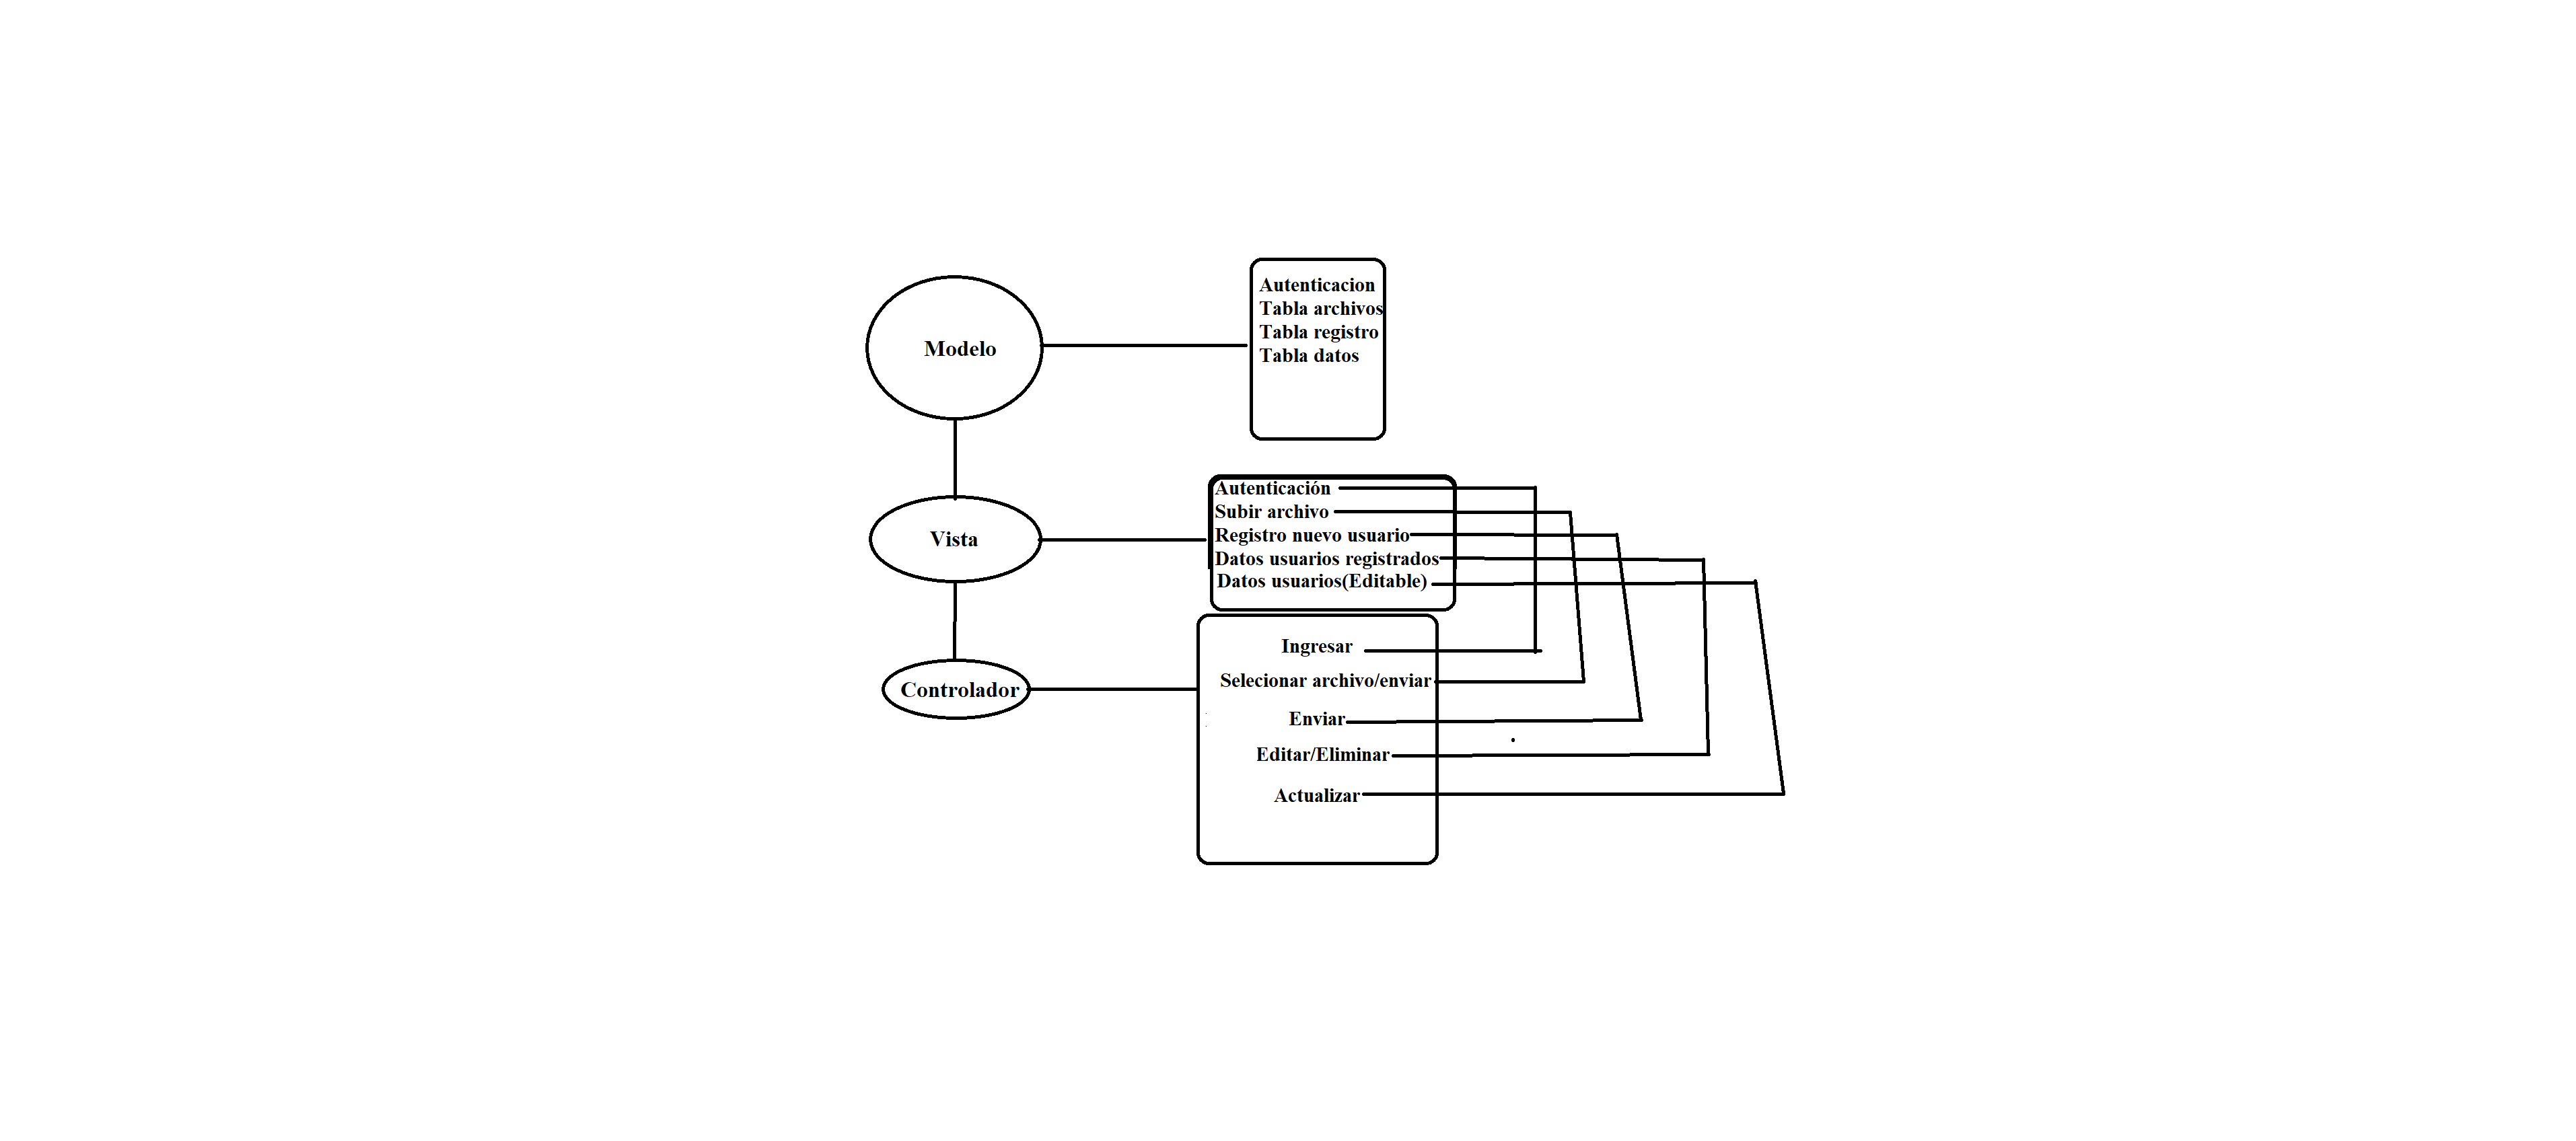 Modelo
Autenticacion
Tabla archivos
Tabla registro
Tabla datos
Vista
Autenticación
Subir archivo
Registro nuevo usuario
Datos usuarios registrados
Datos usuarios(Editable)
Controlador
Ingresar
Selecionar archivo/enviar
Enviar
Editar/Eliminar
Actualizar